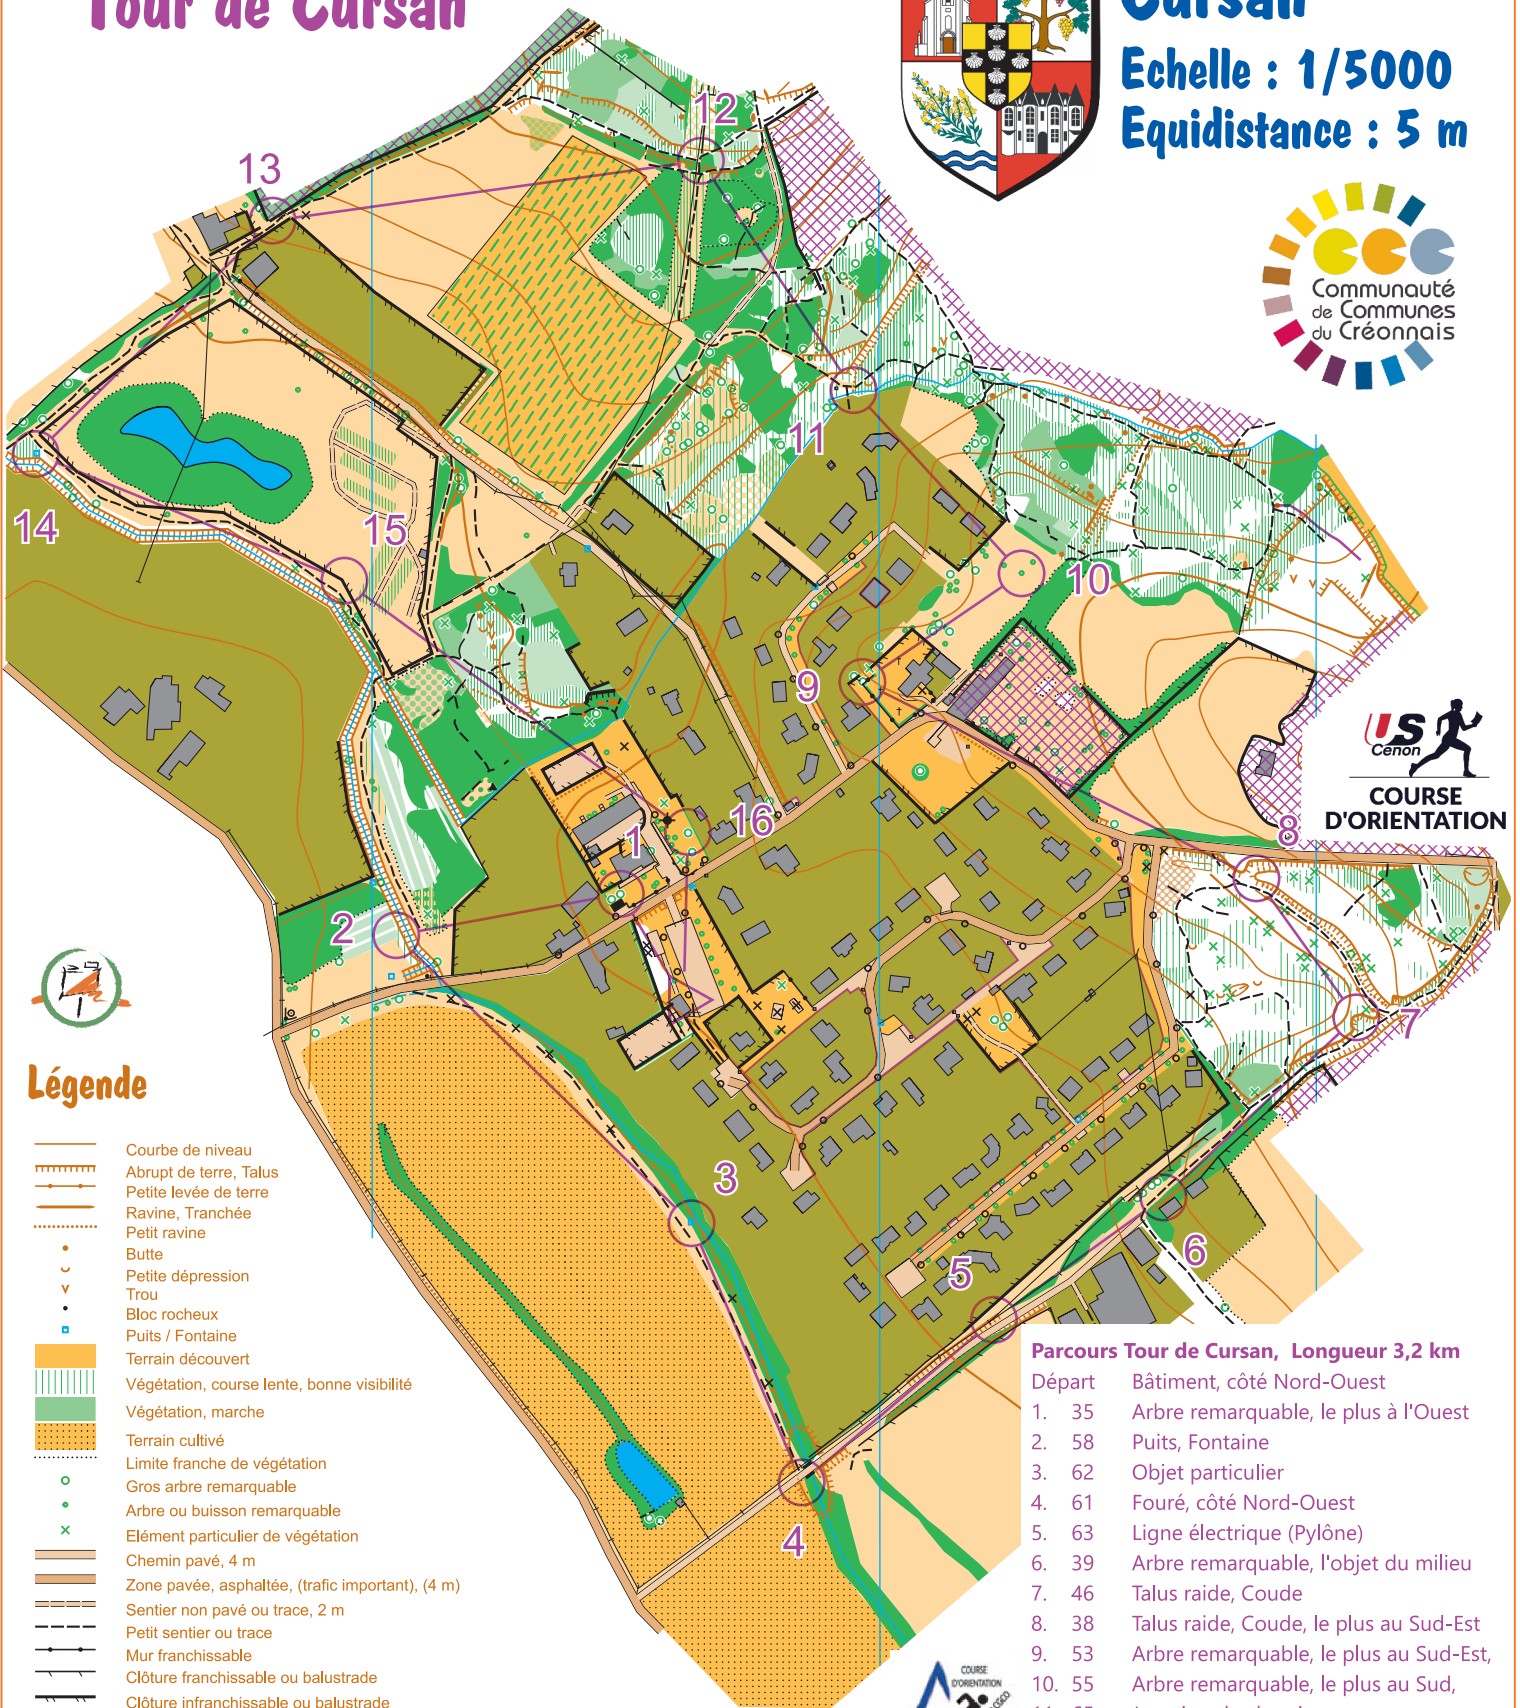 Tour de Cursan
Cursan
Echelle : 1/5000
Equidistance : 5 m
Communauté
de Communes
du Créonnais
US
Cenon
COURSE
D'ORIENTATION
12
13
11
14
15
10
9
16
1
8
2
7
3
6
5
4
Légende
Courbe de niveau
Abrupt de terre, Talus
Petite levée de terre
Ravine, Tranchée
Petit ravine
Butte
Petite dépression
Trou
Bloc rocheux
Puits / Fontaine
Terrain découvert
Végétation, course lente, bonne visibilité
Végétation, marche
Terrain cultivé
Limite franche de végétation
Gros arbre remarquable
Arbre ou buisson remarquable
Elément particulier de végétation
Chemin pavé, 4 m
Zone pavée, asphaltée, (trafic important), (4 m)
Sentier non pavé ou trace, 2 m
Petit sentier ou trace
Mur franchissable
Clôture franchissable ou balustrade
Clôture infranchissable ou balustrade
Parcours Tour de Cursan, Longueur 3,2 km
Départ Bâtiment, côté Nord-Ouest
1. 35 Arbre remarquable, le plus à l'Ouest
2. 58 Puits, Fontaine
3. 62 Objet particulier
4. 61 Fouré, côté Nord-Ouest
5. 63 Ligne électrique (Pylône)
6. 39 Arbre remarquable, l'objet du milieu
7. 46 Talus raide, Coude
8. 38 Talus raide, Coude, le plus au Sud-Est
9. 53 Arbre remarquable, le plus au Sud-Est,
10. 55 Arbre remarquable, le plus au Sud,
COURSE
D'ORIENTATION